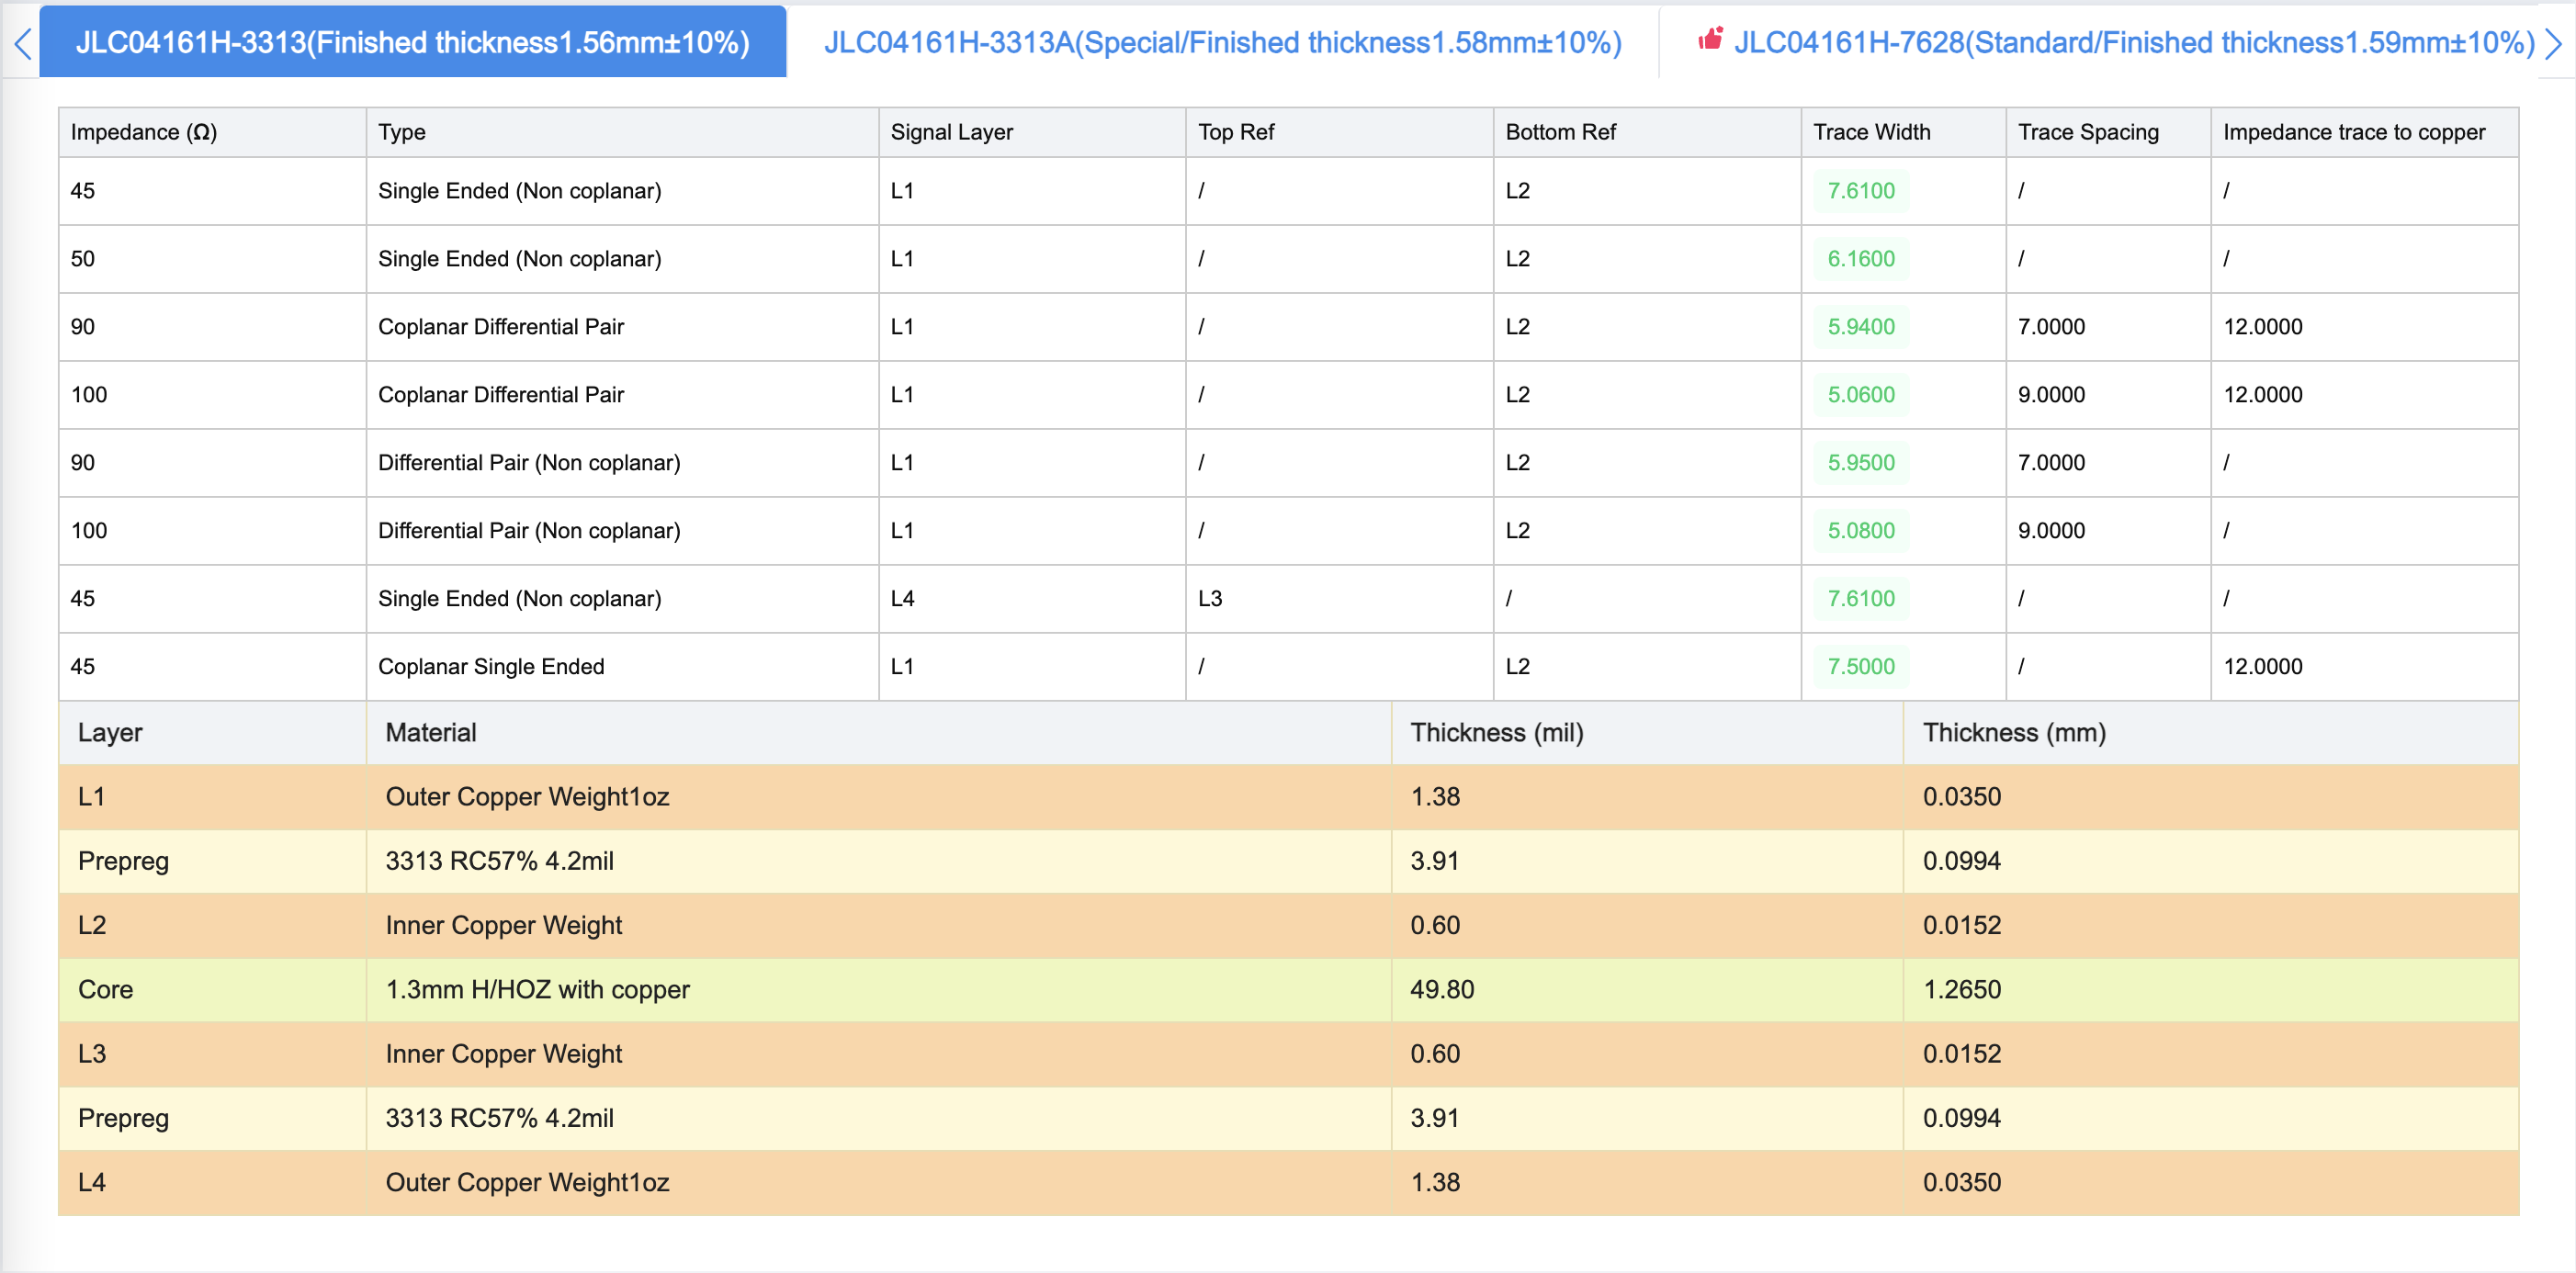 JLC04161H-3313(Finished thickness1.56mm±10%) JLC04161H-3313A(Special/Finished thickness1.58mm±10%) JLC04161H-7628(Standard/Finished thickness1.59mm±10%)
Impedance (Ω) Type Signal Layer Top Ref Bottom Ref Trace Width Trace Spacing Impedance trace to copper
45 Single Ended (Non coplanar) L1 / L2 7.6100 / /
50 Single Ended (Non coplanar) L1 / L2 6.1600 / /
90 Coplanar Differential Pair L1 / L2 5.9400 7.0000 12.0000
100 Coplanar Differential Pair L1 / L2 5.0600 9.0000 12.0000
90 Differential Pair (Non coplanar) L1 / L2 5.9500 7.0000 /
100 Differential Pair (Non coplanar) L1 / L2 5.0800 9.0000 /
45 Single Ended (Non coplanar) L4 L3 / 7.6100 / /
45 Coplanar Single Ended L1 / L2 7.5000 / 12.0000
Layer Material Thickness (mil) Thickness (mm)
L1 Outer Copper Weight1oz 1.38 0.0350
Prepreg 3313 RC57% 4.2mil 3.91 0.0994
L2 Inner Copper Weight 0.60 0.0152
Core 1.3mm H/HOZ with copper 49.80 1.2650
L3 Inner Copper Weight 0.60 0.0152
Prepreg 3313 RC57% 4.2mil 3.91 0.0994
L4 Outer Copper Weight1oz 1.38 0.0350